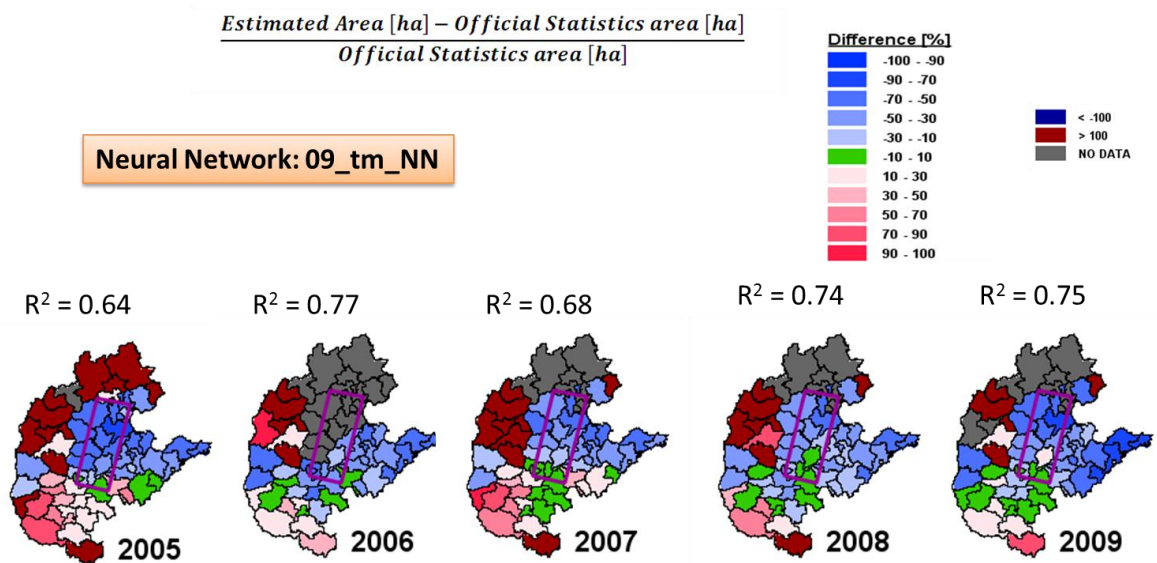 Estimated Area [ha] − Official Statistics area [ha]
Official Statistics area [ha]
Neural Network: 09_tm_NN
Difference [%]
-100 - -90
-90 - -70
-70 - -50
-50 - -30
-30 - -10
-10 - 10
10 - 30
30 - 50
50 - 70
70 - 90
90 - 100
< -100
> 100
NO DATA
R² = 0.64
R² = 0.77
R² = 0.68
R² = 0.74
R² = 0.75
2005
2006
2007
2008
2009